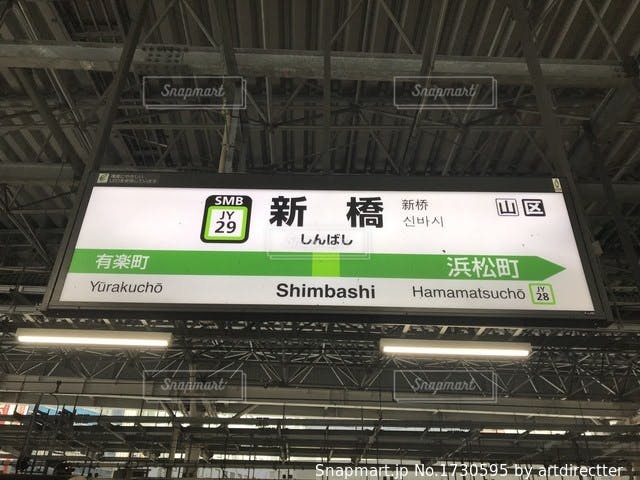 Snapmart
Snapmart
SMB
JY
29
新橋
新桥
신바시
山 区
しんばし
有楽町
浜松町
Yūrakuchō
Shimbashi
Hamamatsuchō
JY
28
Snapmart
Snapmart
Snapmart.jp No.1730595 by artdirectter